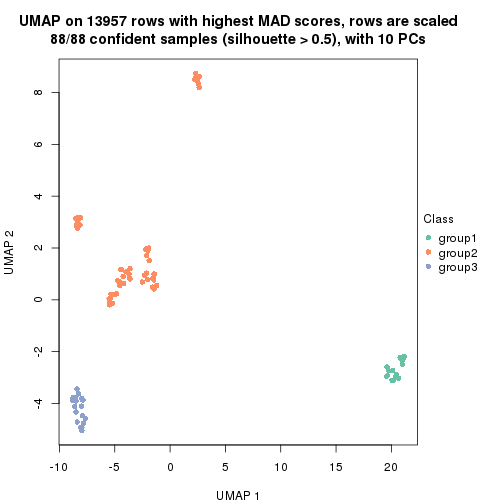 UMAP on 13957 rows with highest MAD scores, rows are scaled
88/88 confident samples (silhouette > 0.5), with 10 PCs
8
6
4
2
0
-2
-4
UMAP 2
-10
-5
0
5
10
15
20
UMAP 1
Class
group1
group2
group3